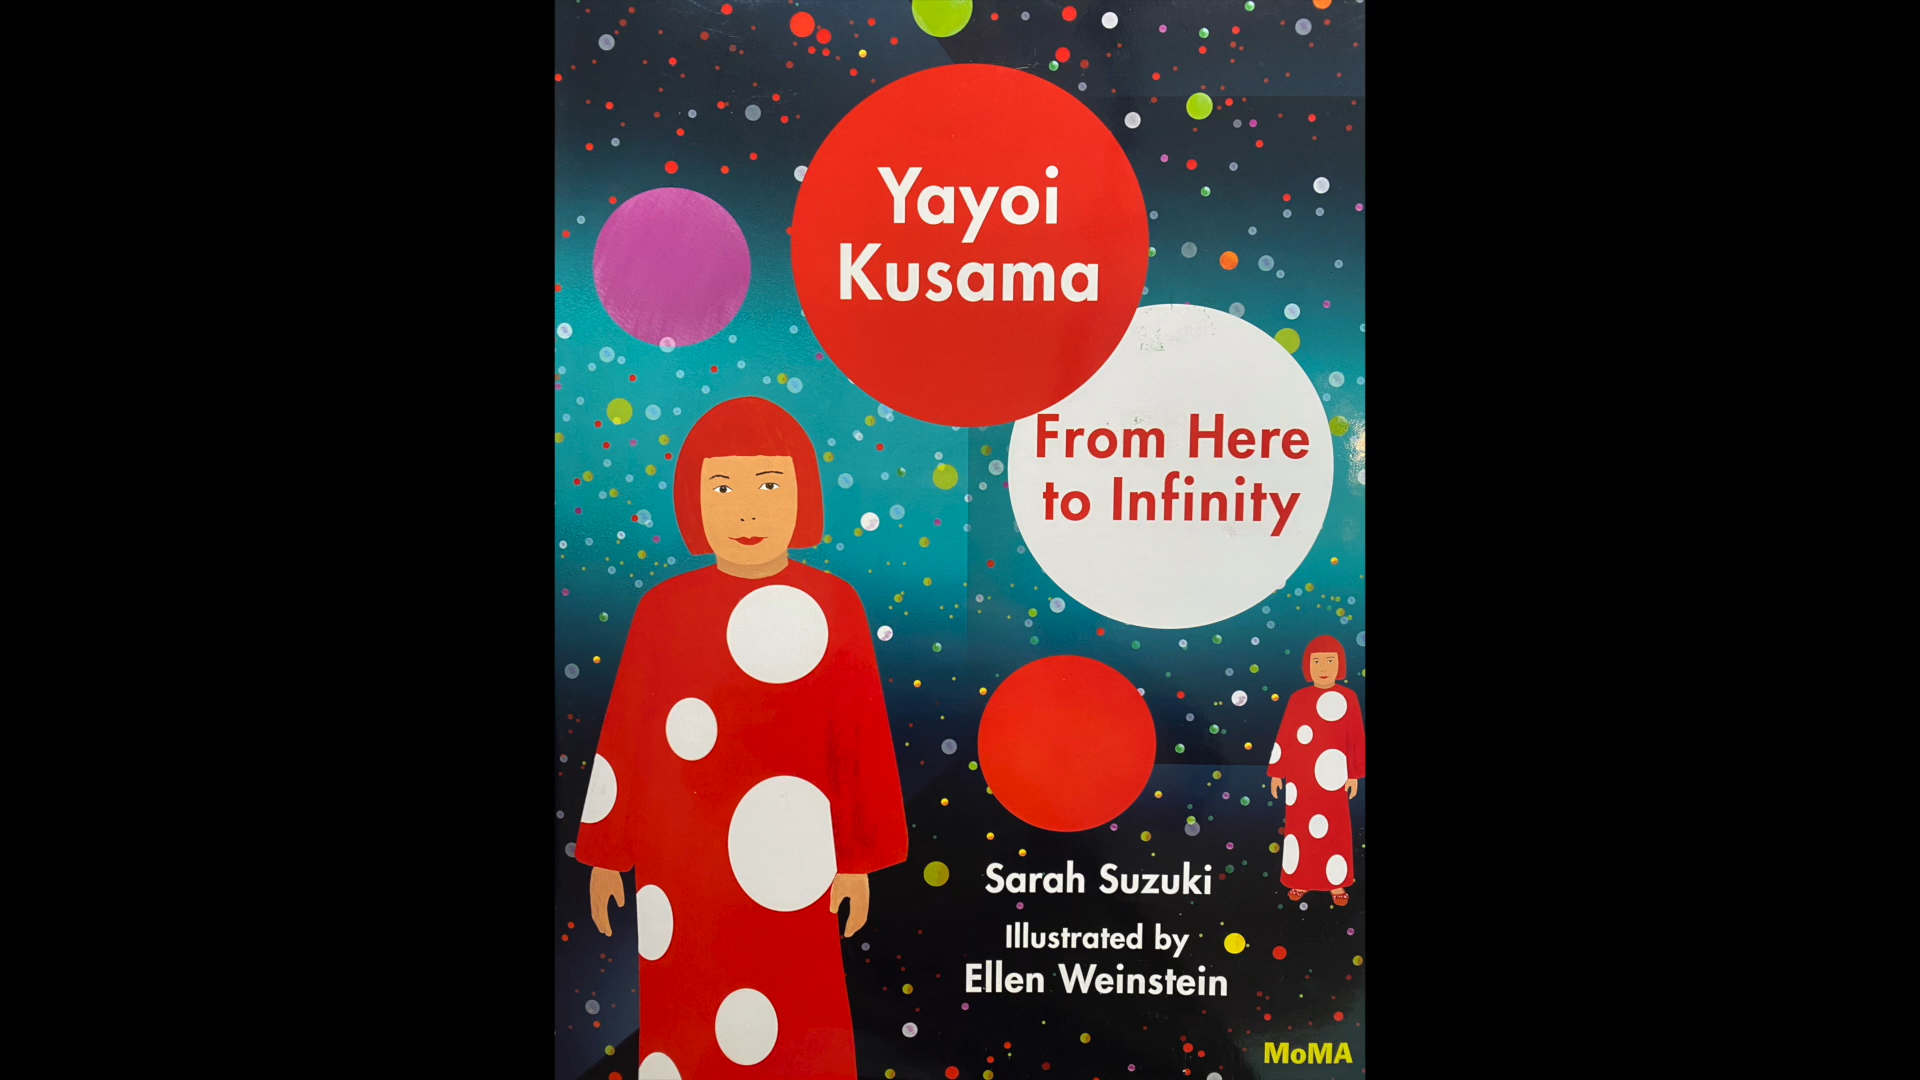 Yayoi
Kusama
From Here
to Infinity
Sarah Suzuki
Illustrated by
Ellen Weinstein
MoMA